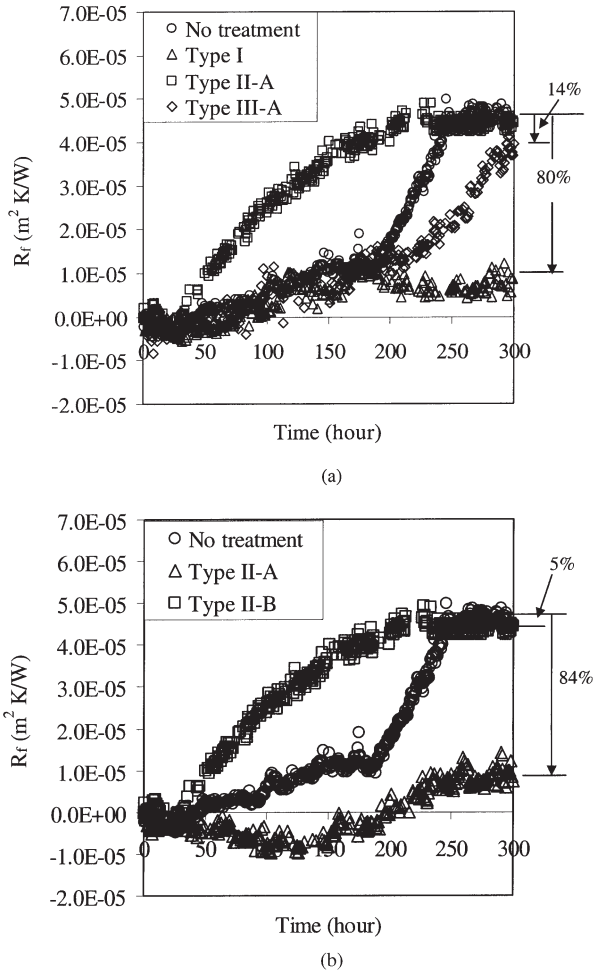 7.0E-05
6.0E-05
5.0E-05
4.0E-05
3.0E-05
2.0E-05
1.0E-05
0.0E+00
-1.0E-05
-2.0E-05
Rf (m² K/W)
No treatment
Type I
Type II-A
Type III-A
14%
80%
0 50 100 150 200 250 300
Time (hour)
(a)
7.0E-05
6.0E-05
5.0E-05
4.0E-05
3.0E-05
2.0E-05
1.0E-05
0.0E+00
-1.0E-05
-2.0E-05
Rf (m² K/W)
No treatment
Type II-A
Type II-B
5%
84%
0 50 100 150 200 250 300
Time (hour)
(b)